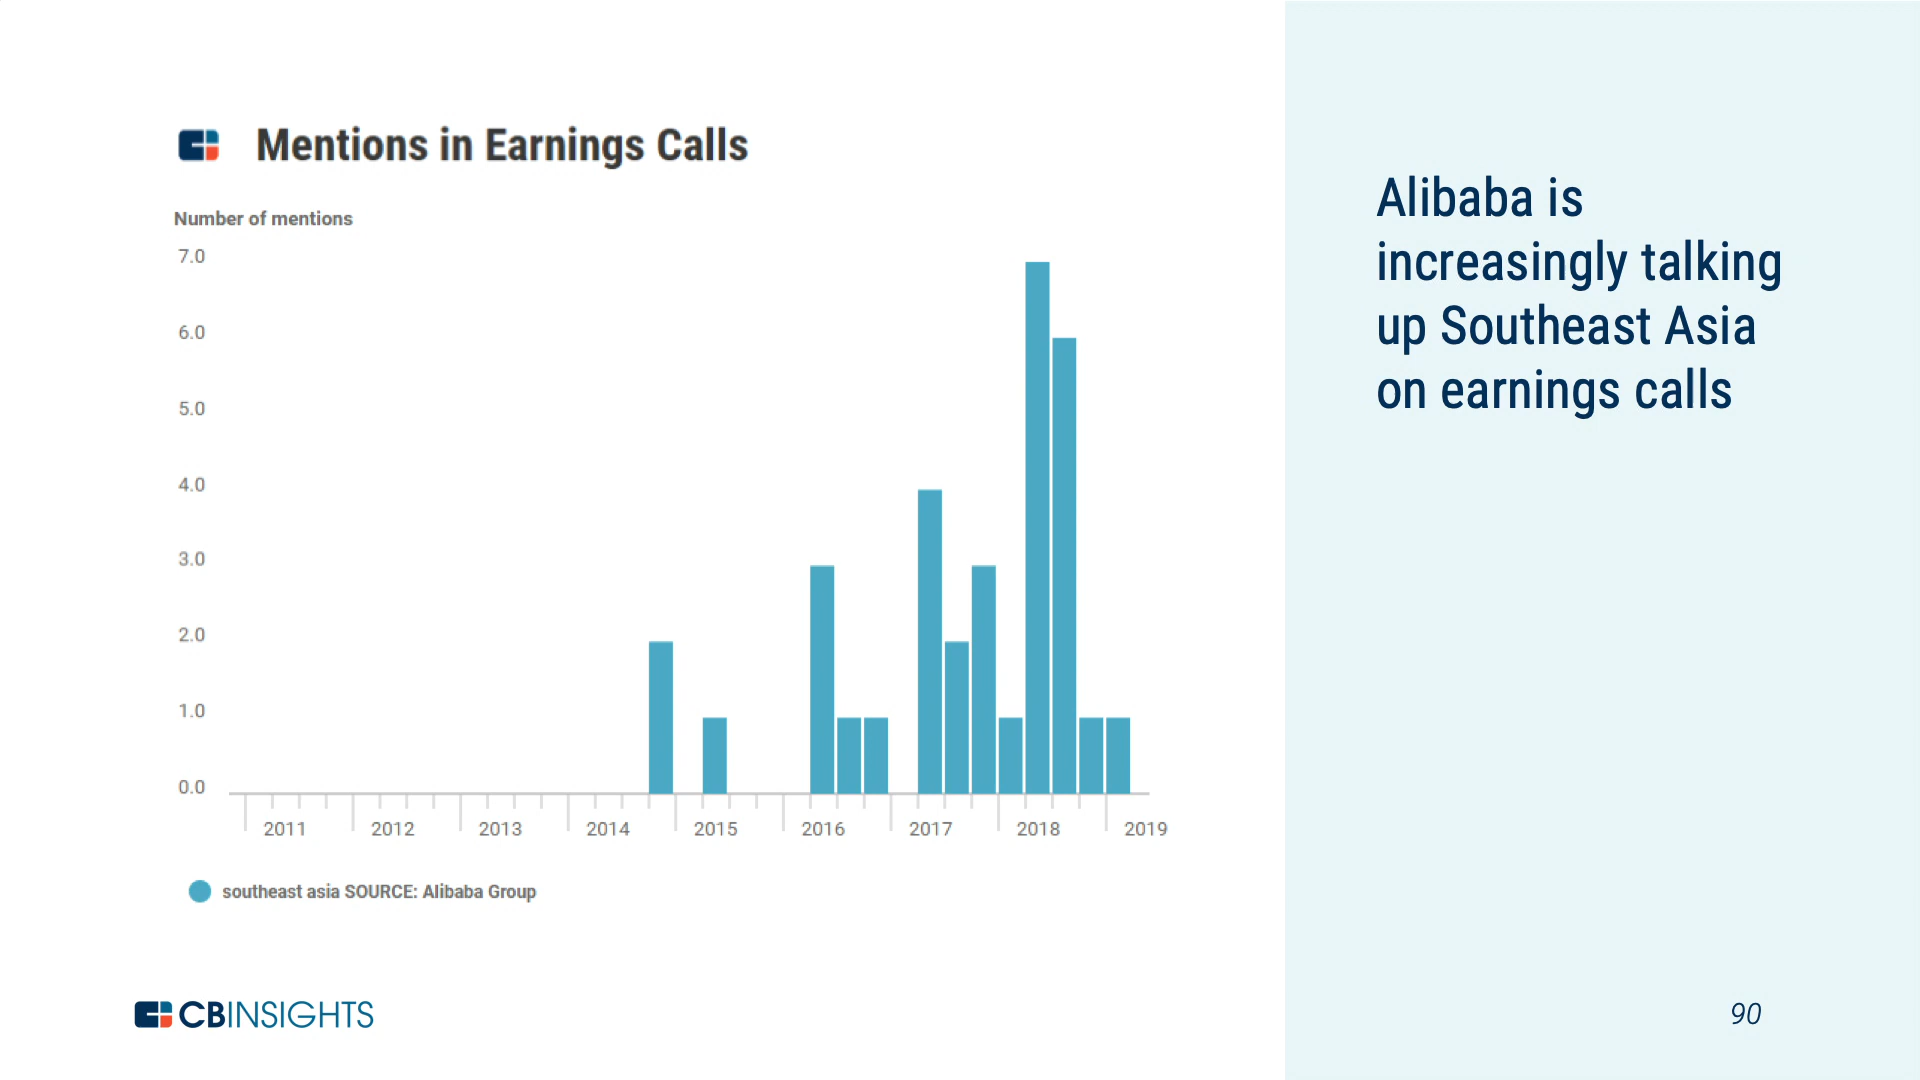 Mentions in Earnings Calls
Number of mentions
7.0
6.0
5.0
4.0
3.0
2.0
1.0
0.0
2011 2012 2013 2014 2015 2016 2017 2018 2019
southeast asia SOURCE: Alibaba Group
Alibaba is
increasingly talking
up Southeast Asia
on earnings calls
CBINSIGHTS
90